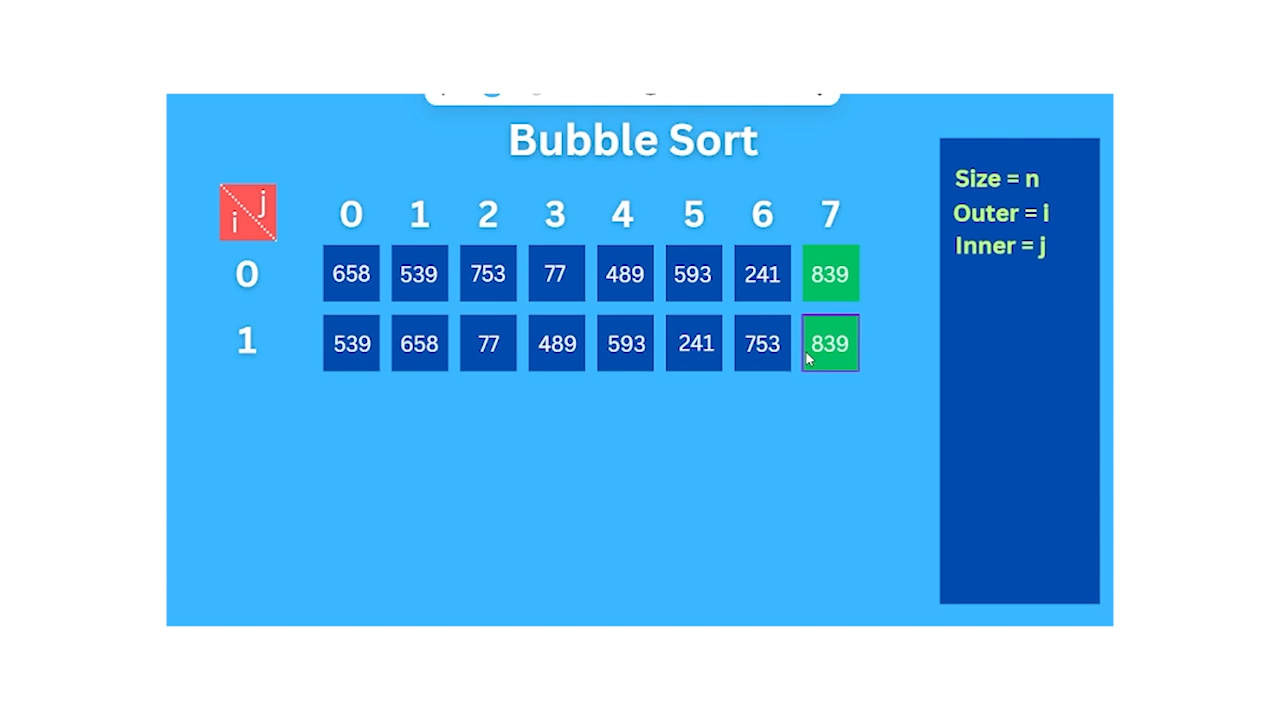 Bubble Sort
Size = n
Outer = i
Inner = j
i j 0 1 2 3 4 5 6 7
0 658 539 753 77 489 593 241 839
1 539 658 77 489 593 241 753 839